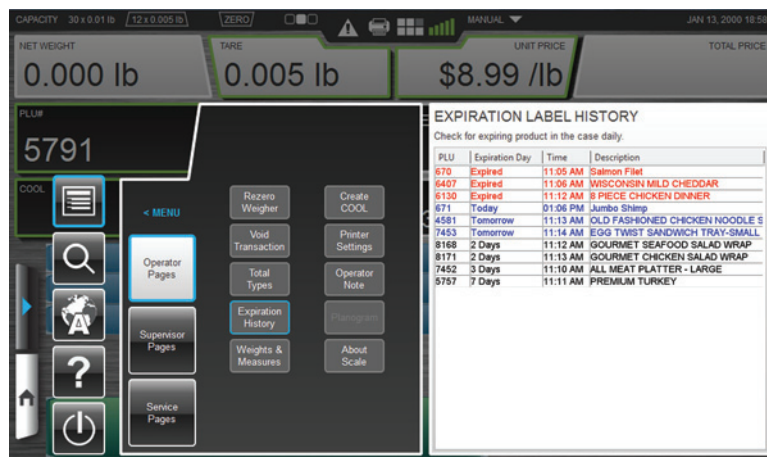 CAPACITY 30 x 0.01 lb 12 x 0.005 lb ZERO MANUAL JAN 13, 2000 18:58
NET WEIGHT TARE UNIT PRICE TOTAL PRICE
0.000 lb 0.005 lb $8.99 /lb
PLU#
5791
COOL
< MENU
Operator
Pages
Supervisor
Pages
Service
Pages
Rezero
Weigher
Create
COOL
Void
Transaction
Printer
Settings
Total
Types
Operator
Note
Expiration
History
Planogram
Weights &
Measures
About
Scale
EXPIRATION LABEL HISTORY
Check for expiring product in the case daily.
PLU Expiration Day Time Description
670 Expired 11:05 AM Salmon Filet
6407 Expired 11:06 AM WISCONSIN MILD CHEDDAR
6130 Expired 11:12 AM 8 PIECE CHICKEN DINNER
671 Today 01:06 PM Jumbo Shimp
4581 Tomorrow 11:13 AM OLD FASHIONED CHICKEN NOODLE S
7453 Tomorrow 11:14 AM EGG TWIST SANDWICH TRAY-SMALL
8168 2 Days 11:12 AM GOURMET SEAFOOD SALAD WRAP
8171 2 Days 11:13 AM GOURMET CHICKEN SALAD WRAP
7452 3 Days 11:10 AM ALL MEAT PLATTER - LARGE
5757 7 Days 11:11 AM PREMIUM TURKEY